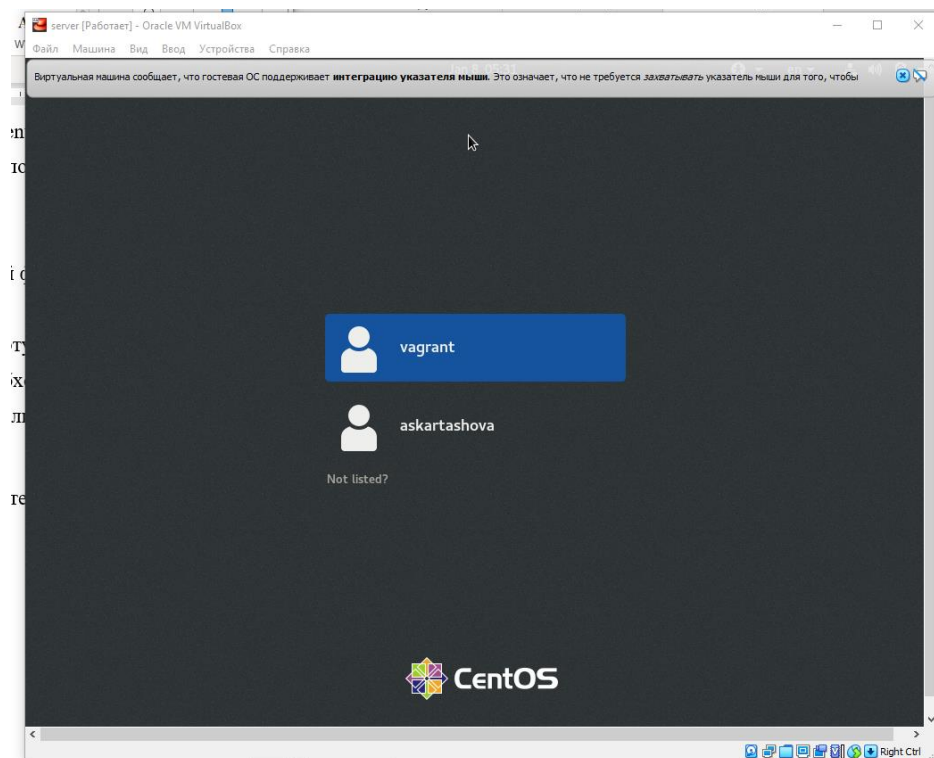 server [Работает] - Oracle VM VirtualBox
Файл Машина Вид Ввод Устройства Справка
Виртуальная машина сообщает, что гостевая ОС поддерживает интеграцию указателя мыши. Это означает, что не требуется захватывать указатель мыши для того, чтобы
vagrant
askartashova
Not listed?
CentOS
Right Ctrl